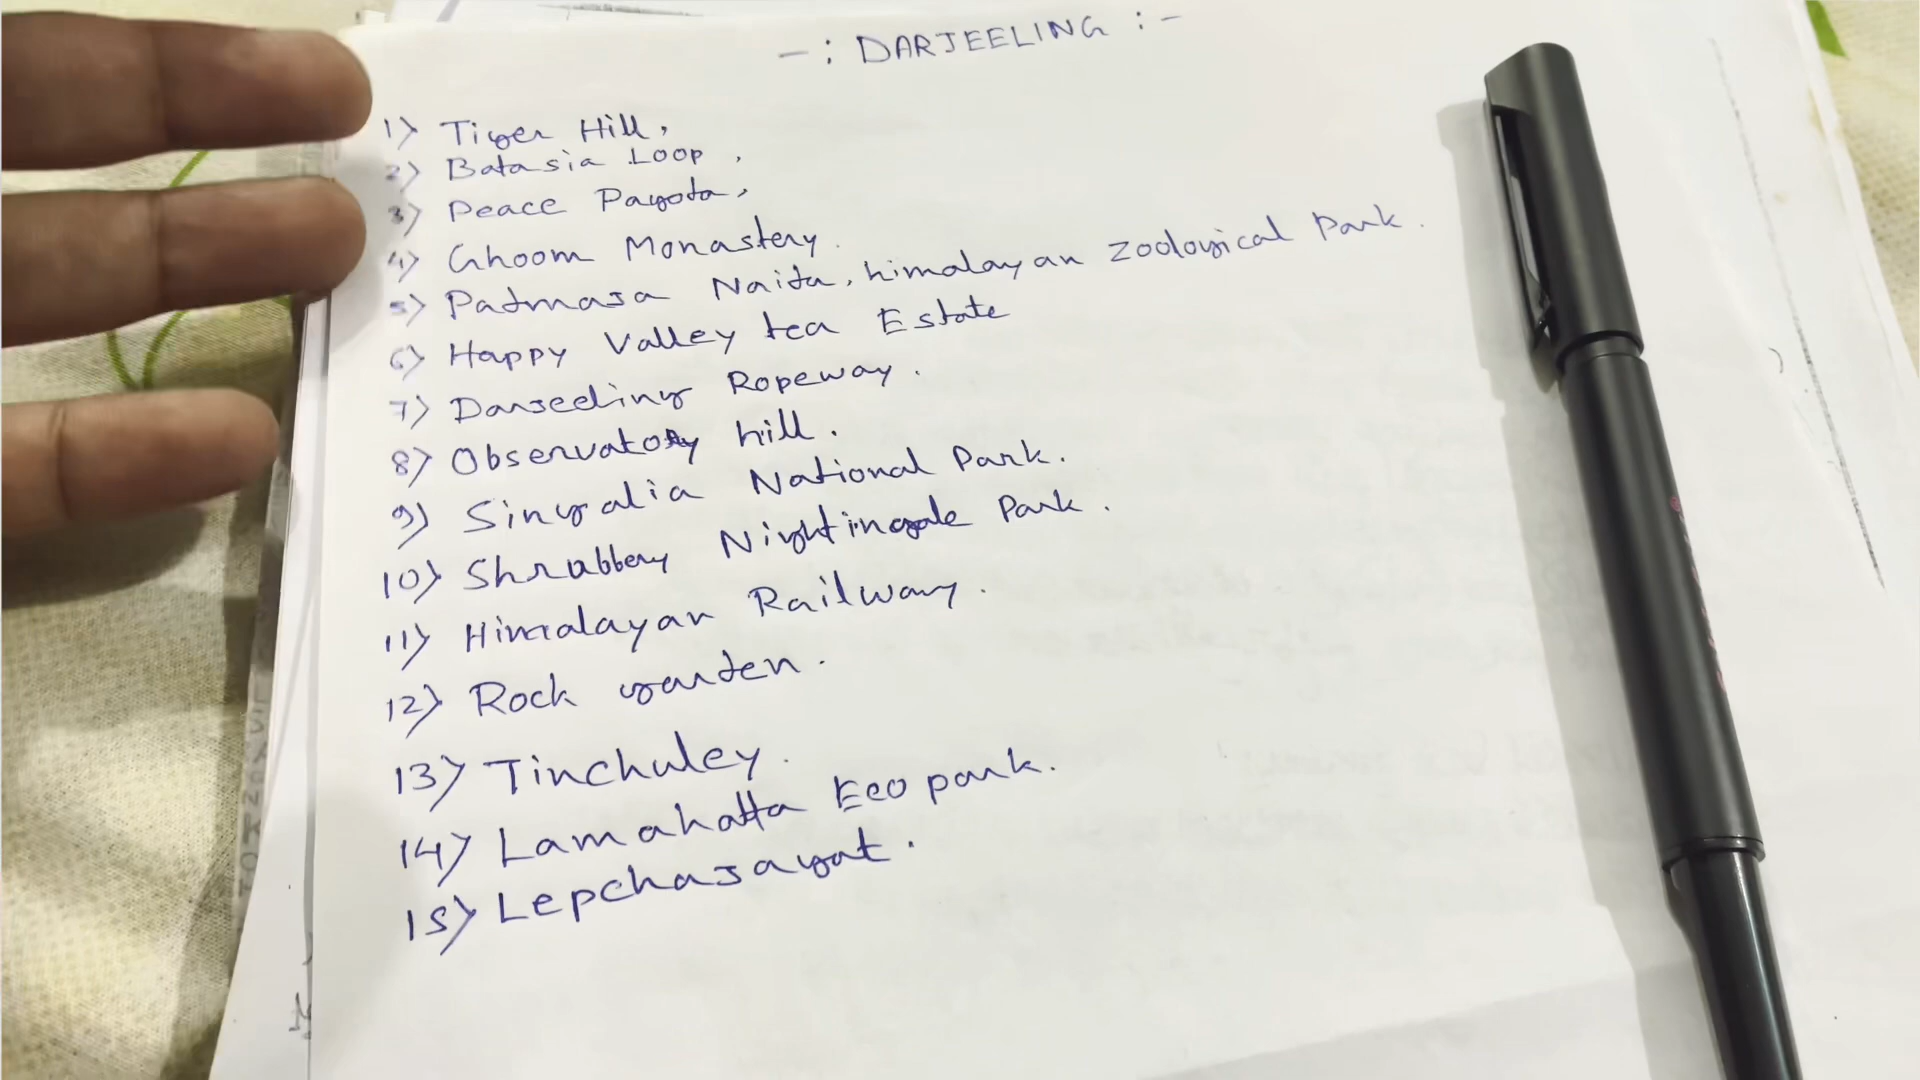 -: DARJEELING :-
1) Tiger Hill,
2) Batasia Loop,
3) Peace Pagoda,
4) Ghoom Monastery.
5) Padmaja Naidu, himalayan zoological Park.
6) Happy Valley tea Estate
7) Darjeeling Ropeway.
8) Observatory hill.
9) Singalia National Park.
10) Shrabbery Nightingale Park.
11) Himalayan Railway.
12) Rock garden.
13) Tinchuley.
14) Lamahatta Eco park.
15) Lepchajagat.